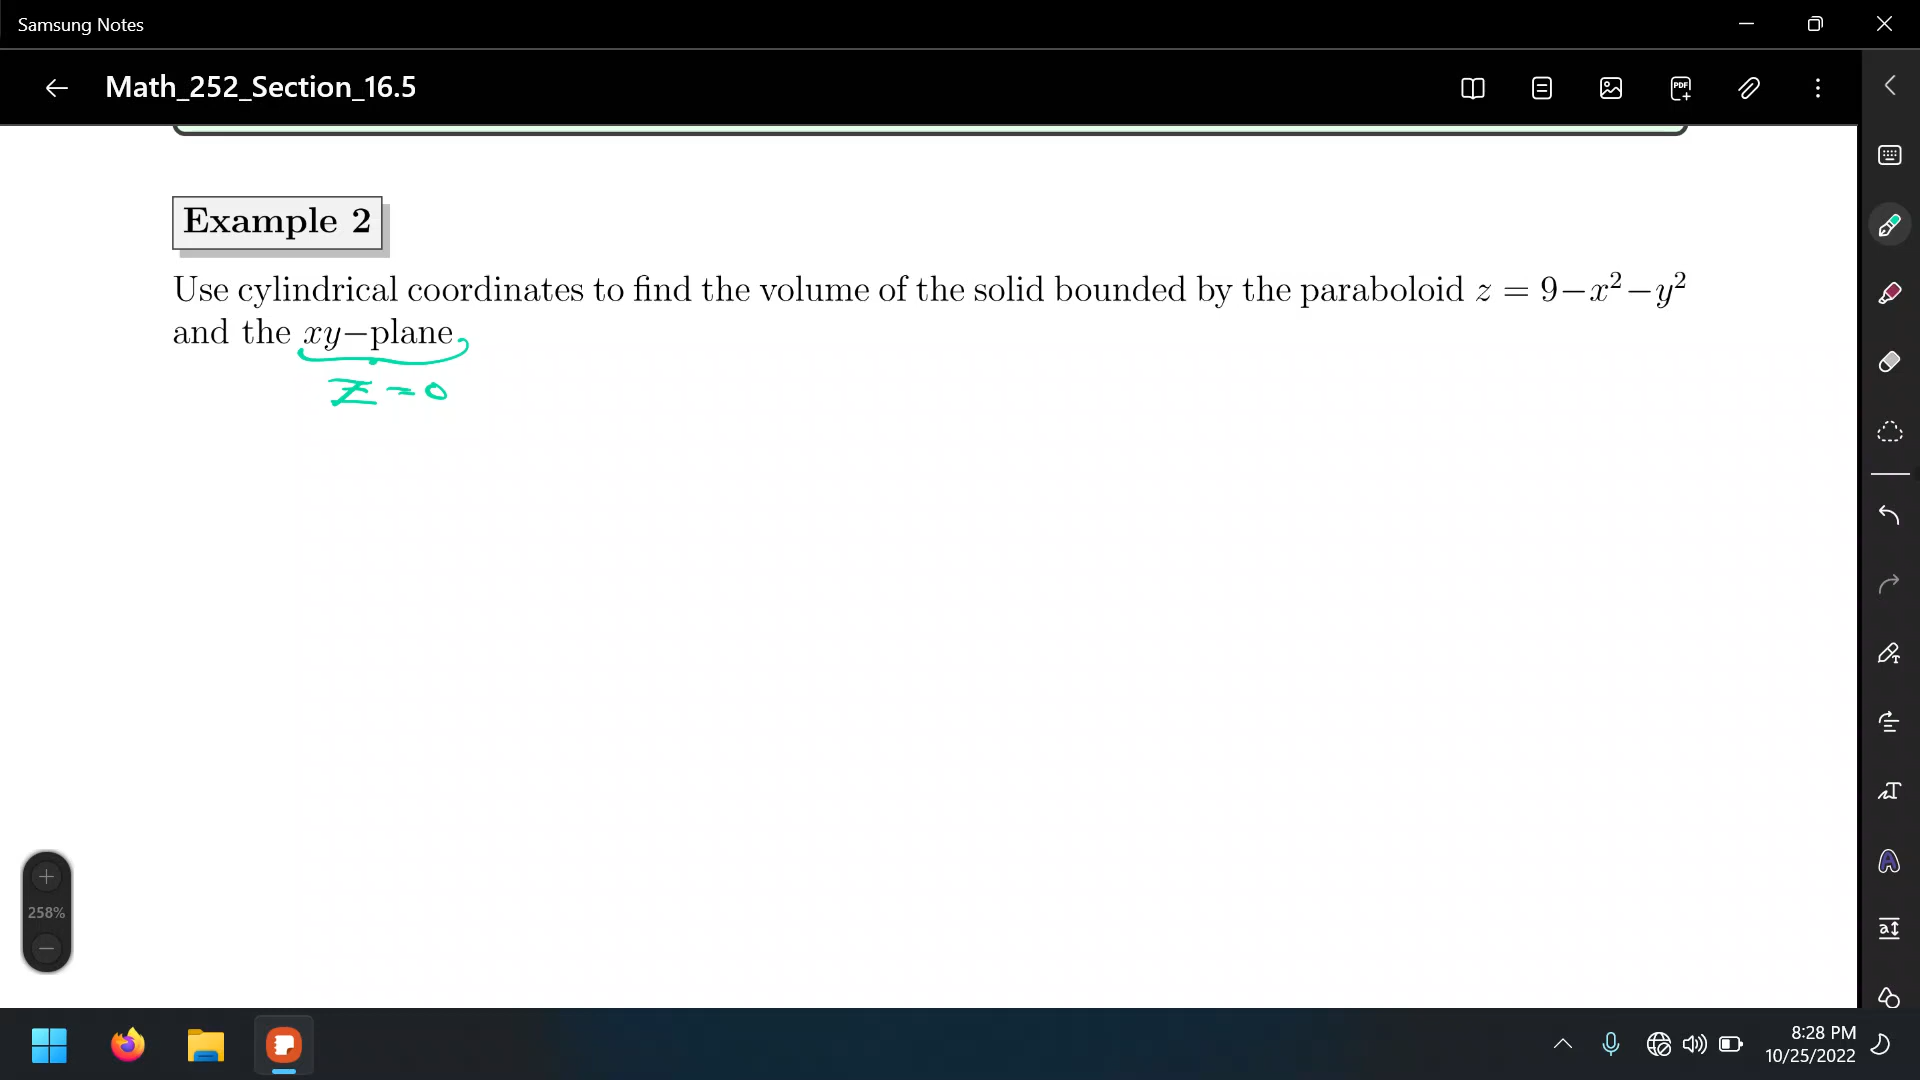 Samsung Notes
Math_252_Section_16.5
PDF
Example 2
Use cylindrical coordinates to find the volume of the solid bounded by the paraboloid z = 9−x²−y²
and the xy−plane.
z = 0
258%
8:28 PM
10/25/2022